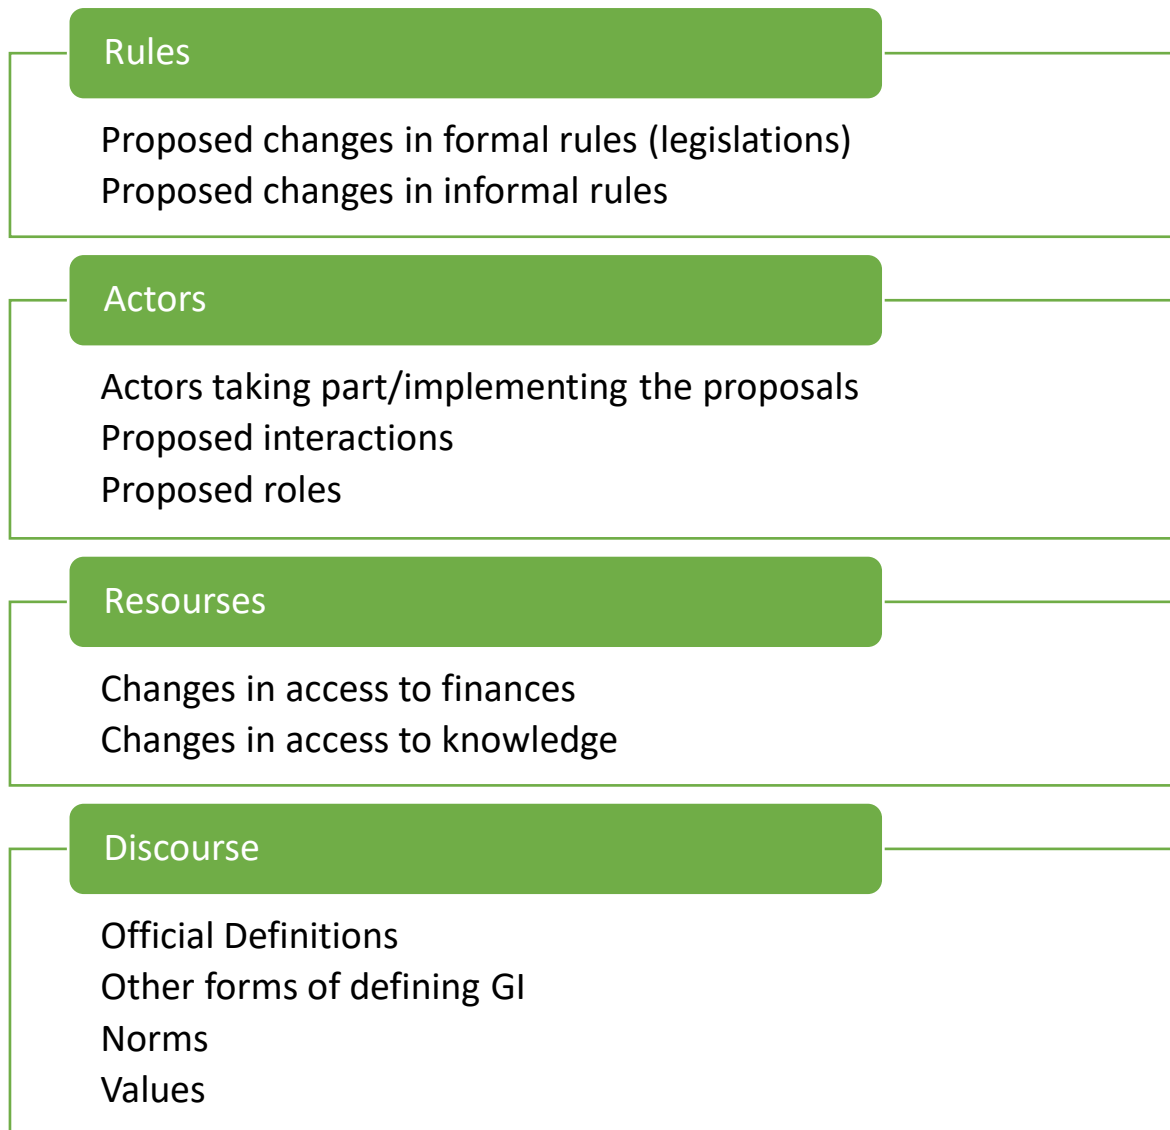 Rules
Proposed changes in formal rules (legislations)
Proposed changes in informal rules
Actors
Actors taking part/implementing the proposals
Proposed interactions
Proposed roles
Resourses
Changes in access to finances
Changes in access to knowledge
Discourse
Official Definitions
Other forms of defining GI
Norms
Values